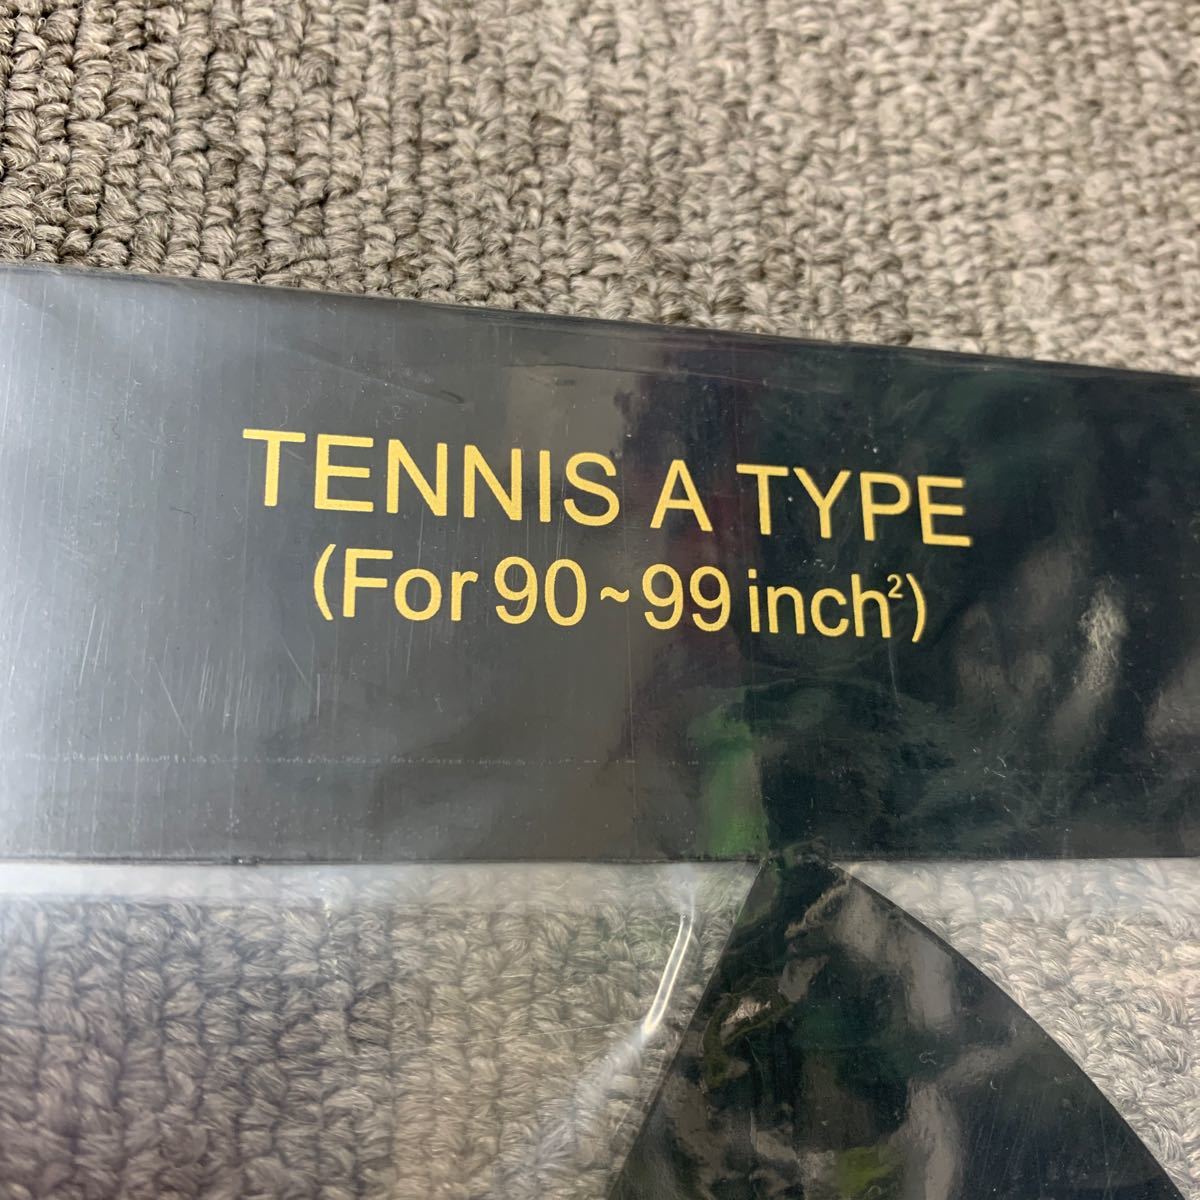 TENNIS A TYPE
(For 90~99 inch²)